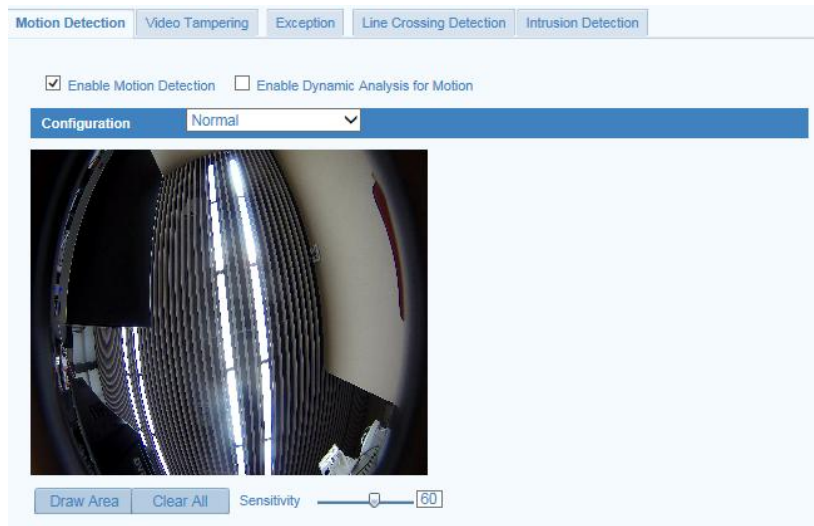 Motion Detection Video Tampering Exception Line Crossing Detection Intrusion Detection
Enable Motion Detection Enable Dynamic Analysis for Motion
Configuration Normal
Draw Area Clear All Sensitivity 60